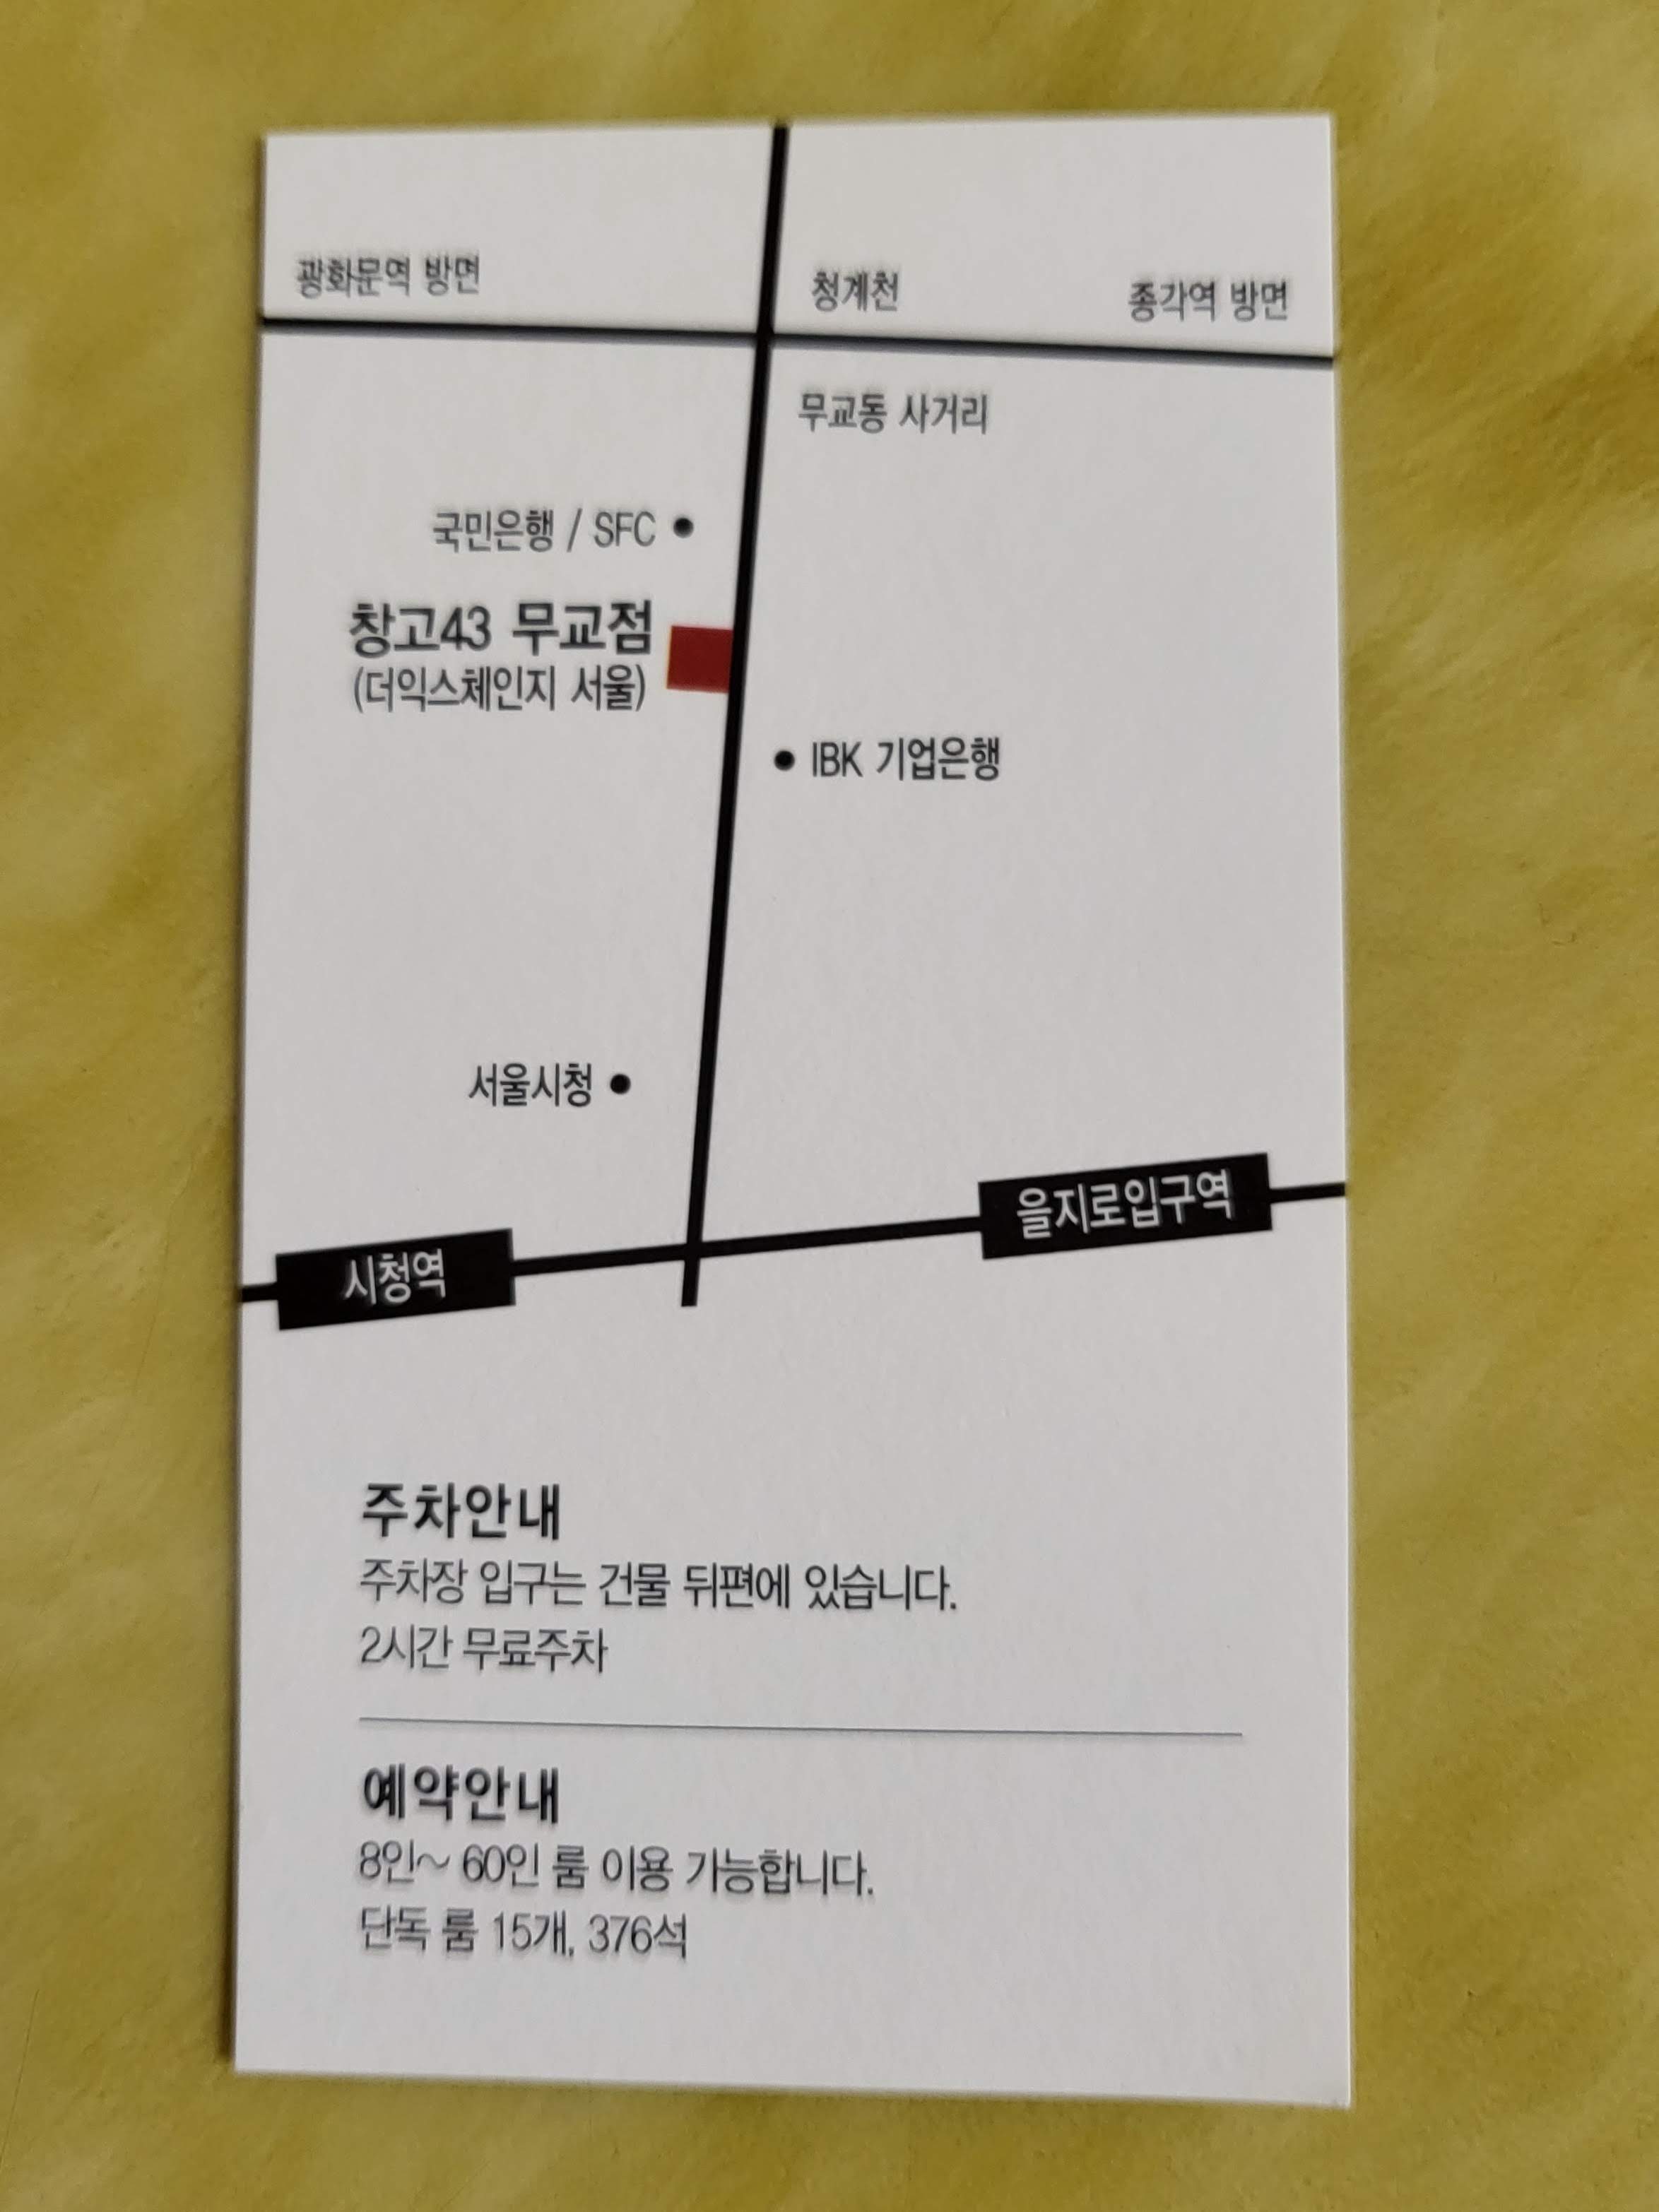 광화문역 방면
청계천
종각역 방면
무교동 사거리
국민은행 / SFC
창고43 무교점
(더익스체인지 서울)
IBK 기업은행
서울시청
을지로입구역
시청역
주차안내
주차장 입구는 건물 뒤편에 있습니다.
2시간 무료주차
예약안내
8인~ 60인 룸 이용 가능합니다.
단독 룸 15개, 376석